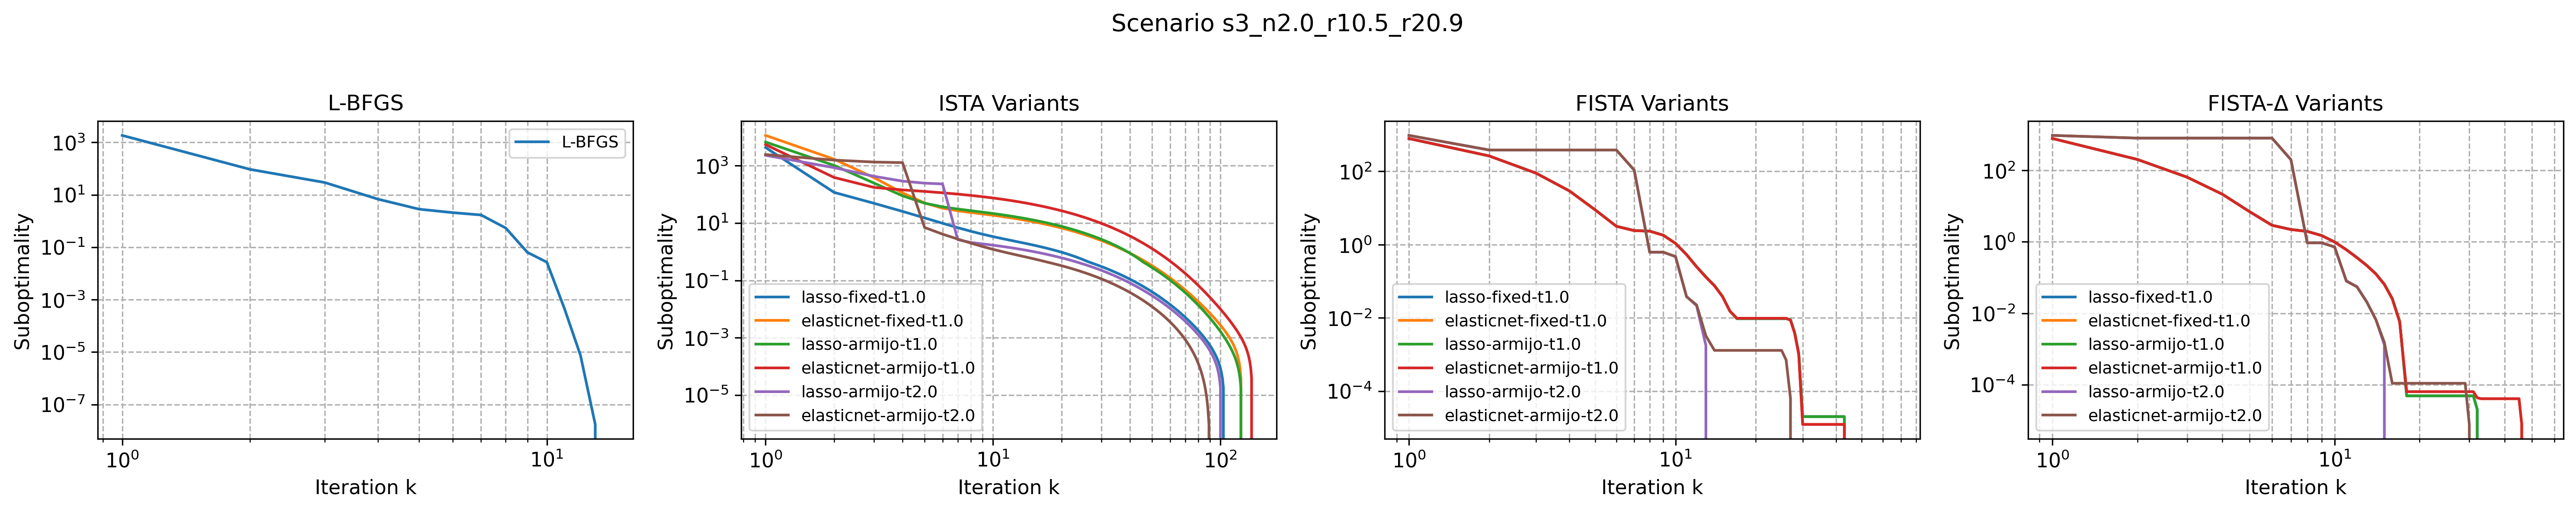 Scenario s3_n2.0_r10.5_r20.9
L-BFGS
Suboptimality
10³
10¹
10⁻¹
10⁻³
10⁻⁵
10⁻⁷
L-BFGS
10⁰ 10¹
Iteration k
ISTA Variants
Suboptimality
10³
10¹
10⁻¹
10⁻³
10⁻⁵
lasso-fixed-t1.0
elasticnet-fixed-t1.0
lasso-armijo-t1.0
elasticnet-armijo-t1.0
lasso-armijo-t2.0
elasticnet-armijo-t2.0
10⁰ 10¹ 10²
Iteration k
FISTA Variants
Suboptimality
10²
10⁰
10⁻²
10⁻⁴
lasso-fixed-t1.0
elasticnet-fixed-t1.0
lasso-armijo-t1.0
elasticnet-armijo-t1.0
lasso-armijo-t2.0
elasticnet-armijo-t2.0
10⁰ 10¹
Iteration k
FISTA-Δ Variants
Suboptimality
10²
10⁰
10⁻²
10⁻⁴
lasso-fixed-t1.0
elasticnet-fixed-t1.0
lasso-armijo-t1.0
elasticnet-armijo-t1.0
lasso-armijo-t2.0
elasticnet-armijo-t2.0
10⁰ 10¹
Iteration k